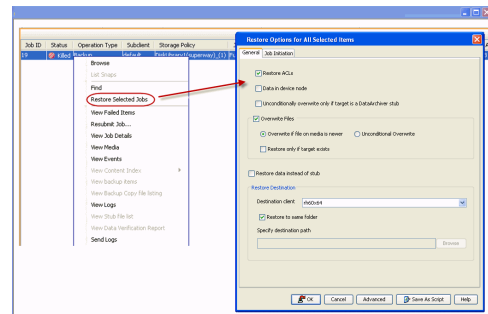 Job ID Status Operation Type Subclient Storage Policy
19 Killed Backup default
Browse
List Snaps
Find
Restore Selected Jobs
View Failed Items
Resubmit Job...
View Job Details
View Media
View Events
View Content Index
View backup items
View Backup Copy file listing
View Logs
View Stub file list
View Data Verification Report
Send Logs
Restore Options for All Selected Items
General Job Initiation
Restore ACLs
Data in device node
Unconditionally overwrite only if target is a DataArchiver stub
Overwrite Files
Overwrite if file on media is newer Unconditional Overwrite
Restore only if target exists
Restore data instead of stub
Restore Destination
Destination client rh60x64
Restore to same folder
Specify destination path
Browse
OK Cancel Advanced Save As Script Help